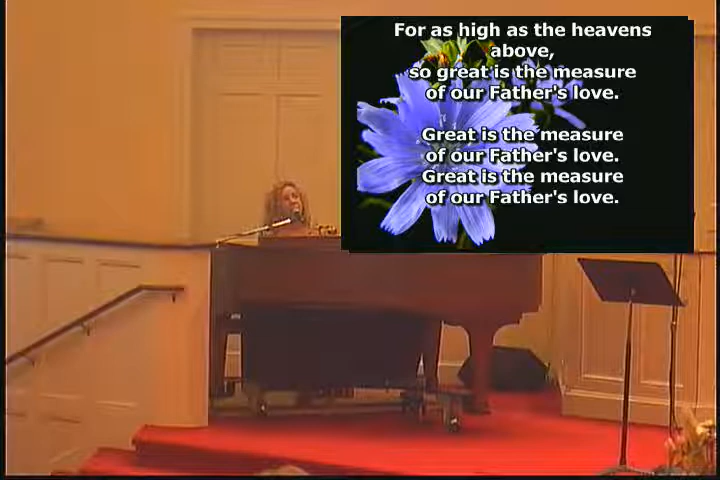 For as high as the heavens
above,
so great is the measure
of our Father's love.
Great is the measure
of our Father's love.
Great is the measure
of our Father's love.